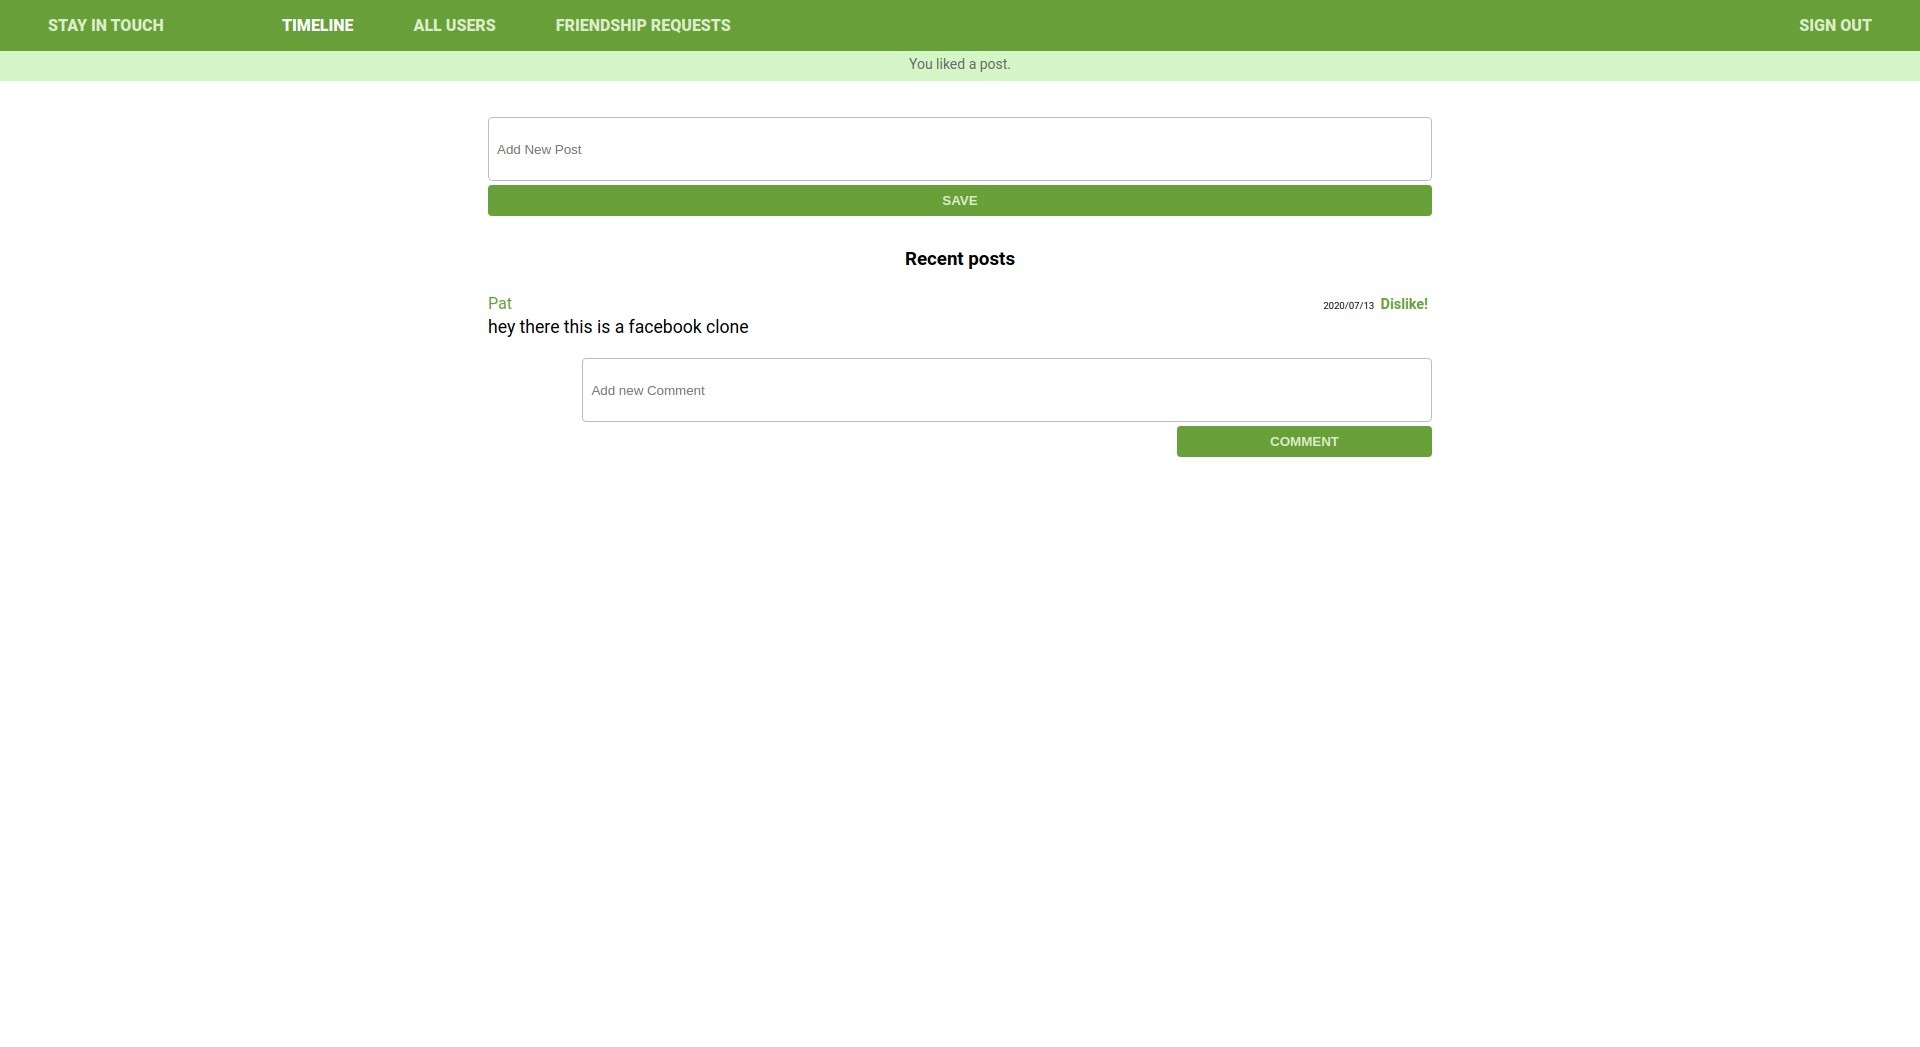 STAY IN TOUCH TIMELINE ALL USERS FRIENDSHIP REQUESTS SIGN OUT
You liked a post.
Add New Post
SAVE
Recent posts
Pat 2020/07/13 Dislike!
hey there this is a facebook clone
Add new Comment
COMMENT